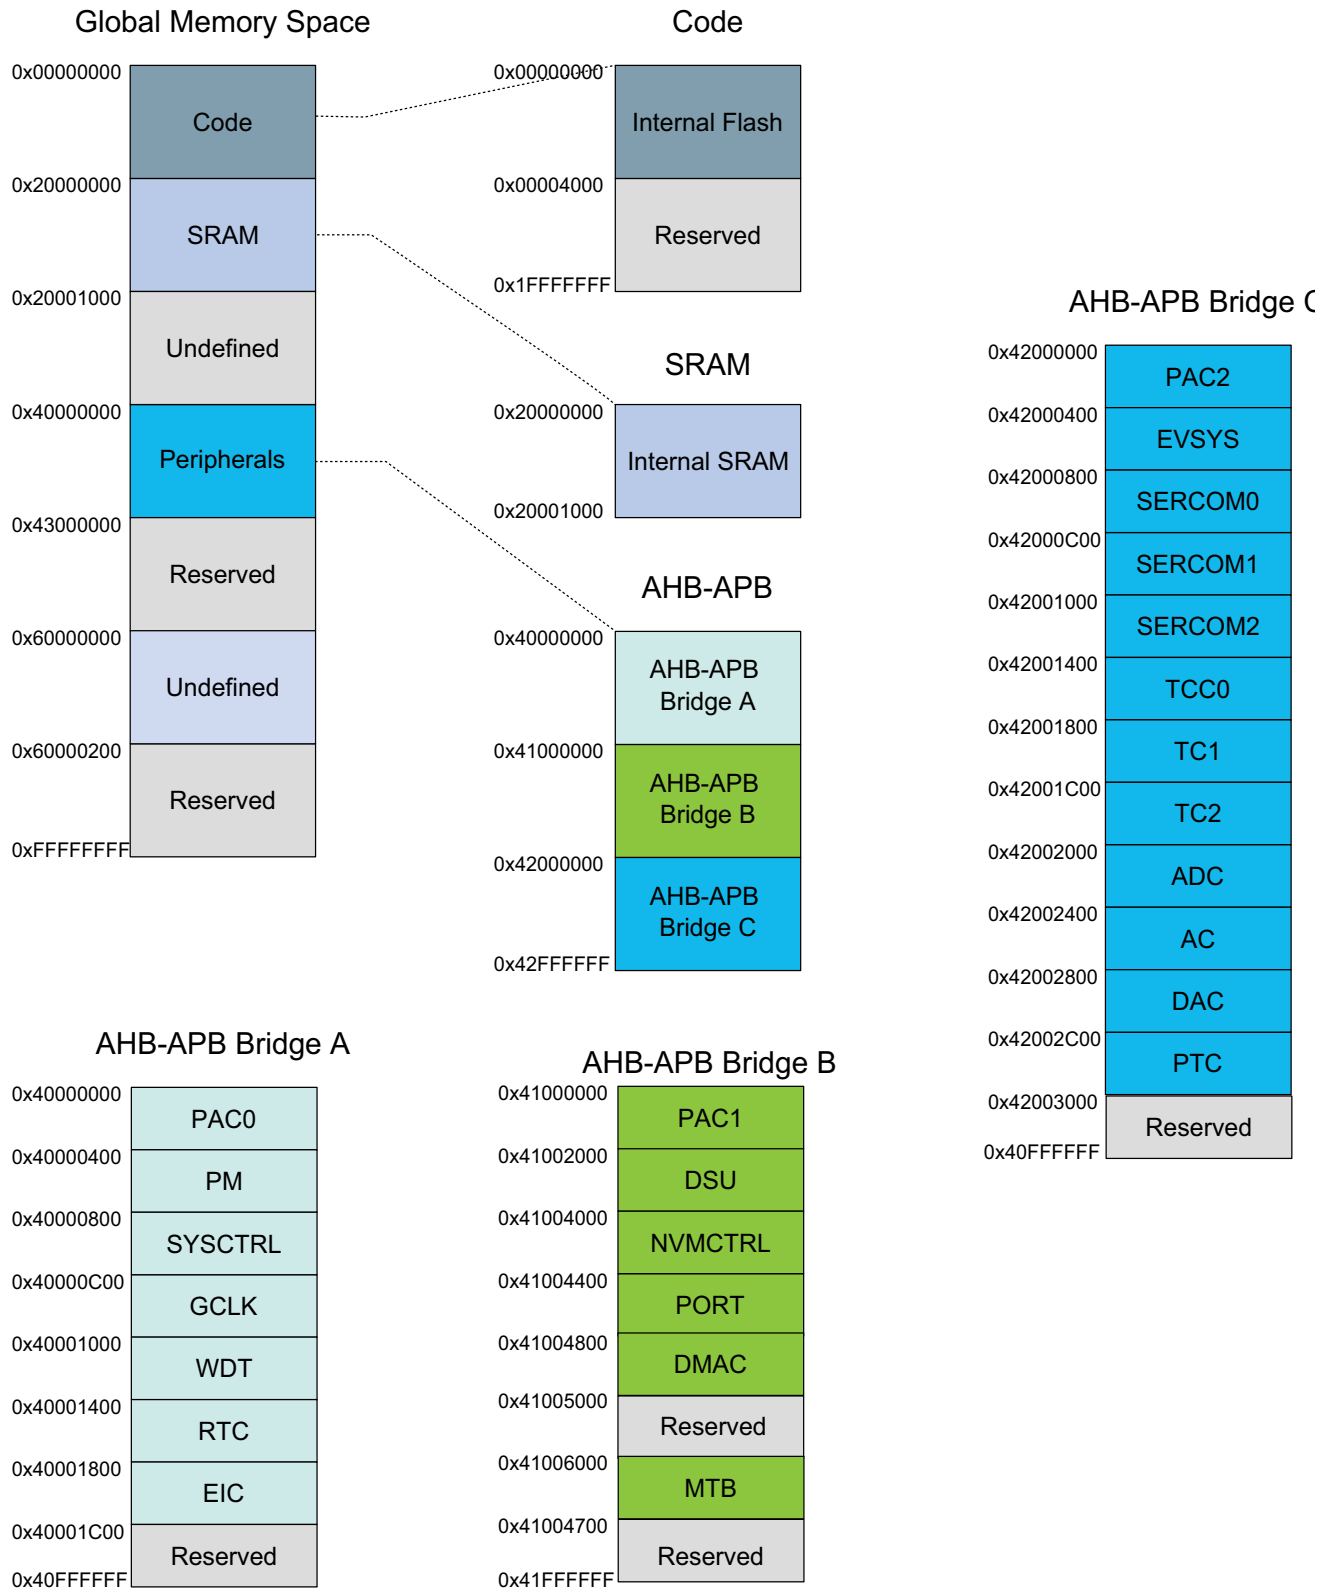 Global Memory Space
0x00000000
Code
0x20000000
SRAM
0x20001000
Undefined
0x40000000
Peripherals
0x43000000
Reserved
0x60000000
Undefined
0x60000200
Reserved
0xFFFFFFFF
Code
0x00000000
Internal Flash
0x00004000
Reserved
0x1FFFFFFF
SRAM
0x20000000
Internal SRAM
0x20001000
AHB-APB
0x40000000
AHB-APB
Bridge A
0x41000000
AHB-APB
Bridge B
0x42000000
AHB-APB
Bridge C
0x42FFFFFF
AHB-APB Bridge C
0x42000000
PAC2
0x42000400
EVSYS
0x42000800
SERCOM0
0x42000C00
SERCOM1
0x42001000
SERCOM2
0x42001400
TCC0
0x42001800
TC1
0x42001C00
TC2
0x42002000
ADC
0x42002400
AC
0x42002800
DAC
0x42002C00
PTC
0x42003000
Reserved
0x40FFFFFF
AHB-APB Bridge A
0x40000000
PAC0
0x40000400
PM
0x40000800
SYSCTRL
0x40000C00
GCLK
0x40001000
WDT
0x40001400
RTC
0x40001800
EIC
0x40001C00
Reserved
0x40FFFFFF
AHB-APB Bridge B
0x41000000
PAC1
0x41002000
DSU
0x41004000
NVMCTRL
0x41004400
PORT
0x41004800
DMAC
0x41005000
Reserved
0x41006000
MTB
0x41004700
Reserved
0x41FFFFFF